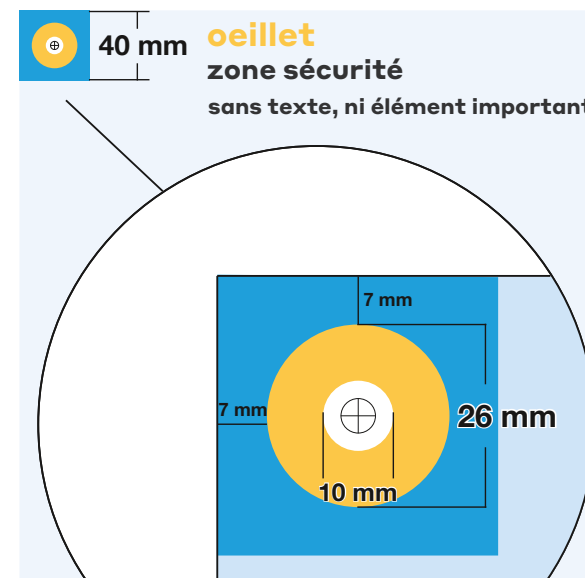 40 mm
oeillet
zone sécurité
sans texte, ni élément important
7 mm
7 mm
26 mm
10 mm